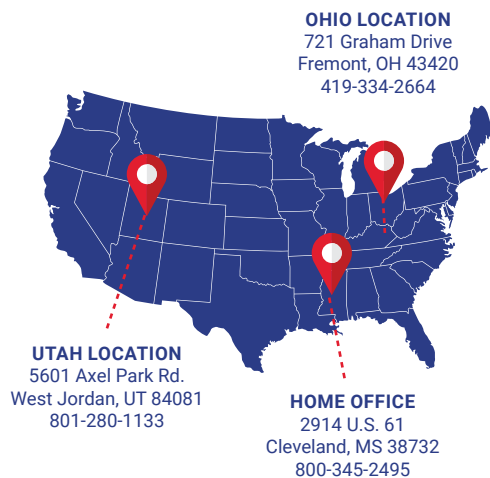 OHIO LOCATION
721 Graham Drive
Fremont, OH 43420
419-334-2664
UTAH LOCATION
5601 Axel Park Rd.
West Jordan, UT 84081
801-280-1133
HOME OFFICE
2914 U.S. 61
Cleveland, MS 38732
800-345-2495